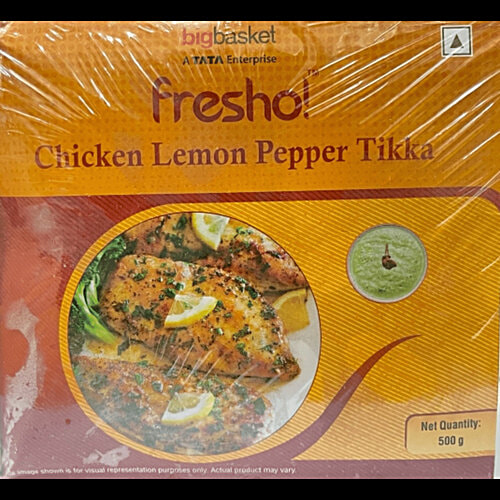 bigbasket
A TATA Enterprise
freshol™
Chicken Lemon Pepper Tikka
Net Quantity:
500 g
image shown is for visual representation purposes only. Actual product may vary.